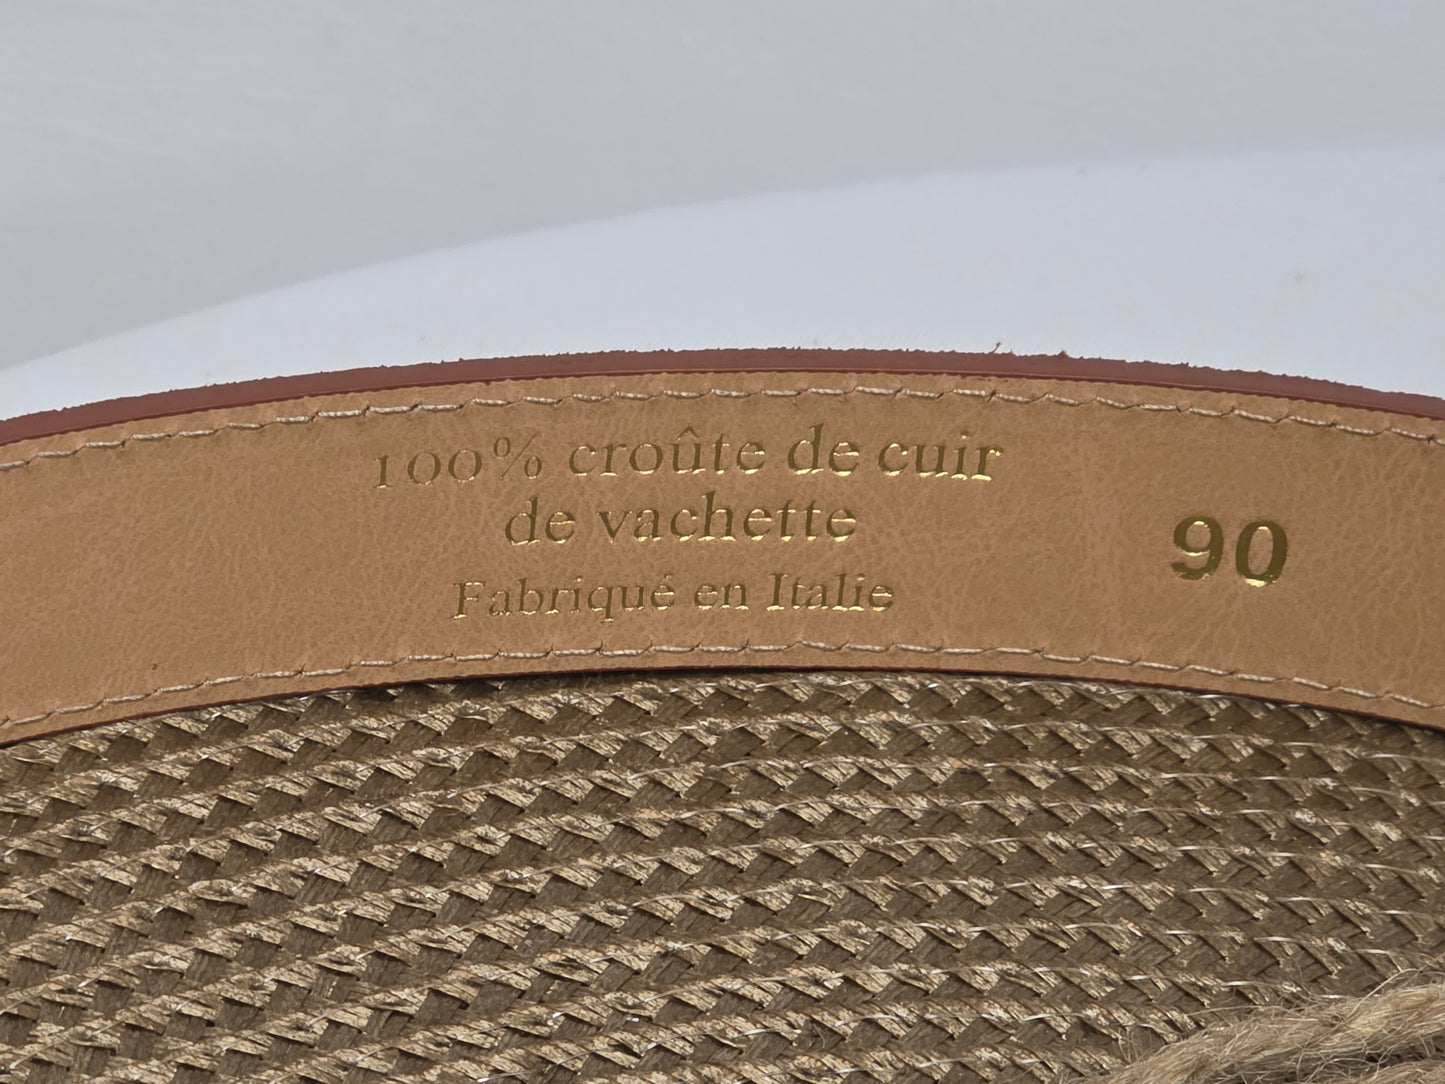 100% croûte de cuir
de vachette
Fabriqué en Italie
90